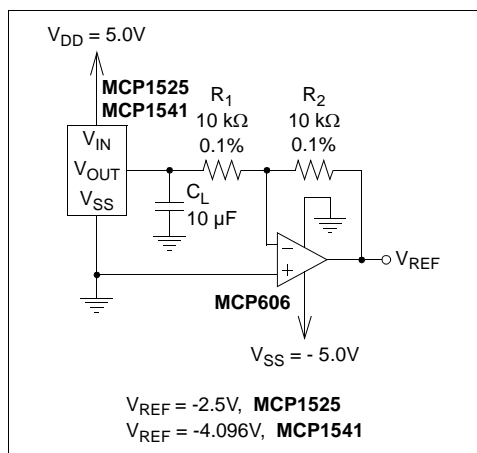 V_DD = 5.0V
MCP1525
MCP1541
V_IN
V_OUT
V_SS
R_1
10 kΩ
0.1%
R_2
10 kΩ
0.1%
C_L
10 µF
–
+
V_REF
MCP606
V_SS = - 5.0V
V_REF = -2.5V, MCP1525
V_REF = -4.096V, MCP1541